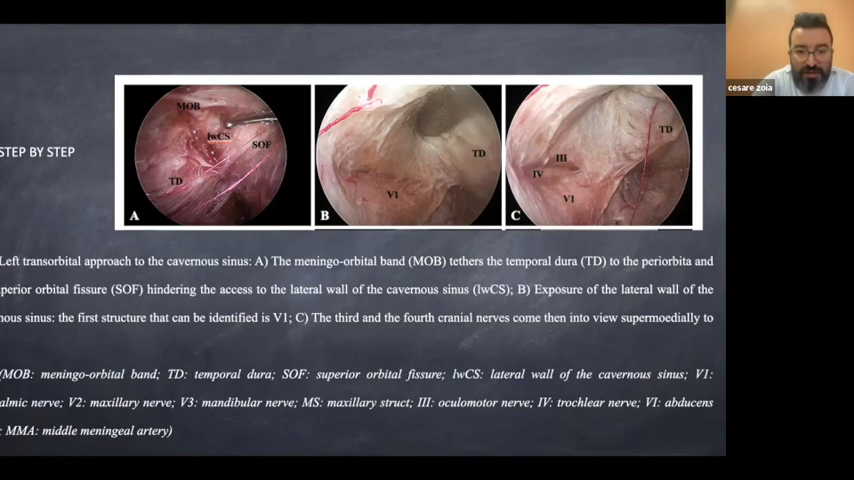 cesare zoia
STEP BY STEP
MOB
lwCS
SOF
TD
A
TD
V1
B
TD
III
IV
V1
C
Left transorbital approach to the cavernous sinus: A) The meningo-orbital band (MOB) tethers the temporal dura (TD) to the periorbita and
perior orbital fissure (SOF) hindering the access to the lateral wall of the cavernous sinus (lwCS); B) Exposure of the lateral wall of the
nous sinus: the first structure that can be identified is V1; C) The third and the fourth cranial nerves come then into view supermoedially to
(MOB: meningo-orbital band; TD: temporal dura; SOF: superior orbital fissure; lwCS: lateral wall of the cavernous sinus; V1:
almic nerve; V2: maxillary nerve; V3: mandibular nerve; MS: maxillary struct; III: oculomotor nerve; IV: trochlear nerve; VI: abducens
; MMA: middle meningeal artery)